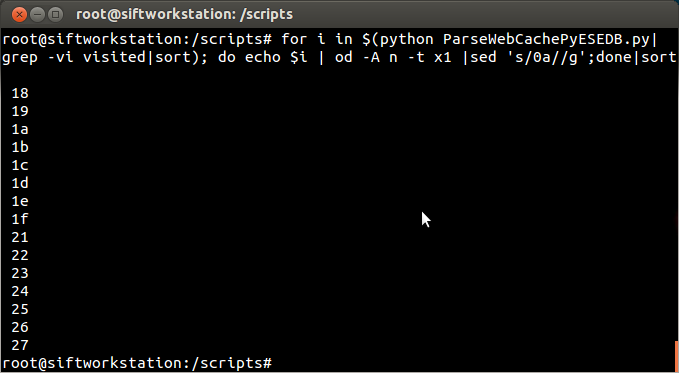 root@siftworkstation: /scripts
root@siftworkstation:/scripts# for i in $(python ParseWebCachePyESEDB.py|
grep -vi visited|sort); do echo $i | od -A n -t x1 |sed 's/0a//g';done|sort
18
19
1a
1b
1c
1d
1e
1f
21
22
23
24
25
26
27
root@siftworkstation:/scripts#